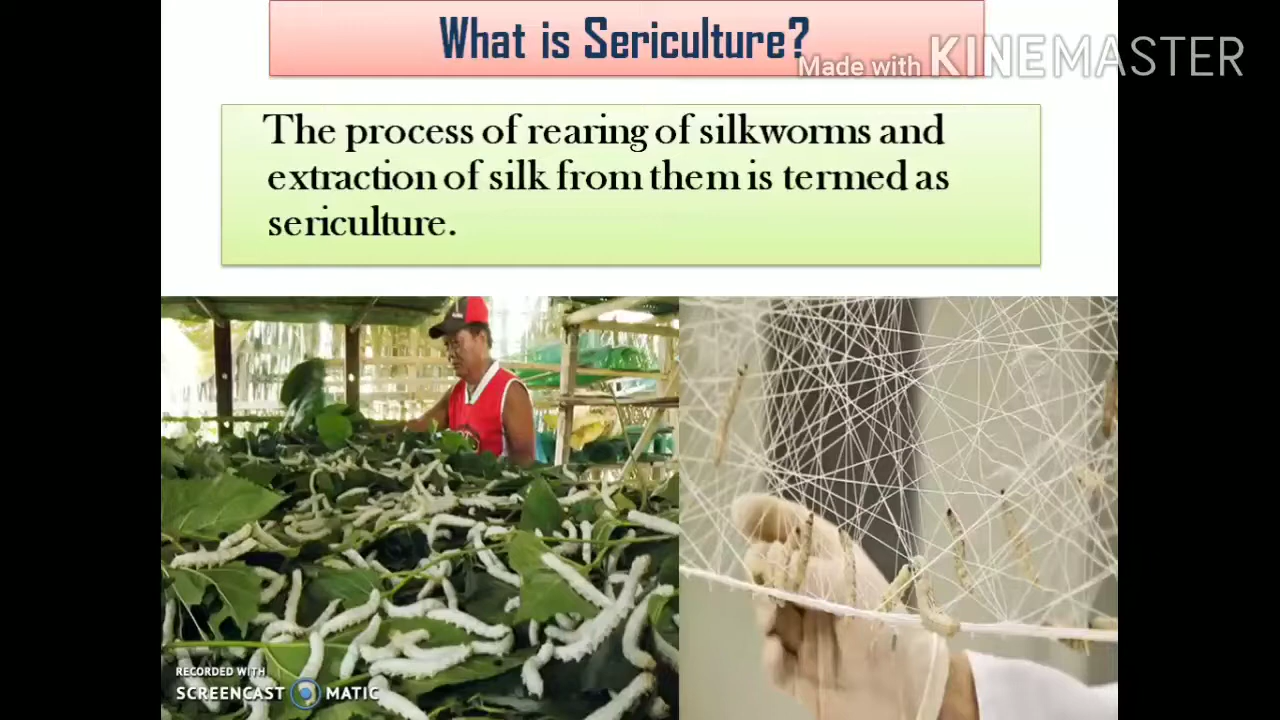 What is Sericulture?
Made with KINEMASTER
The process of rearing of silkworms and
extraction of silk from them is termed as
sericulture.
RECORDED WITH
SCREENCAST MATIC